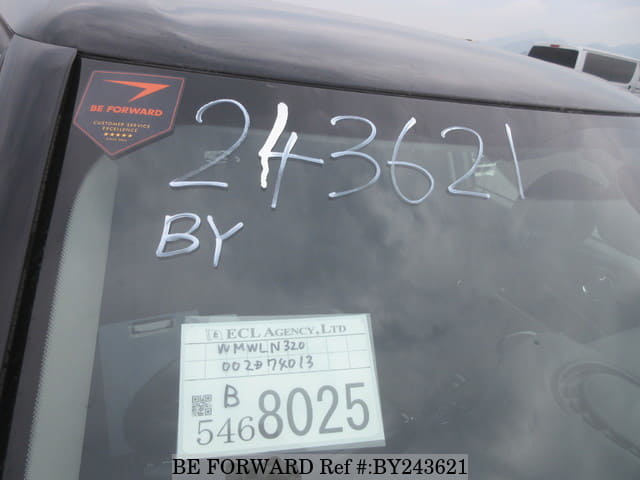 BE FORWARD
CUSTOMER SERVICE
EXCELLENCE
243621
BY
ECL AGENCY, LTD
WMWLN320
002D74013
B
5468025
BE FORWARD Ref #:BY243621